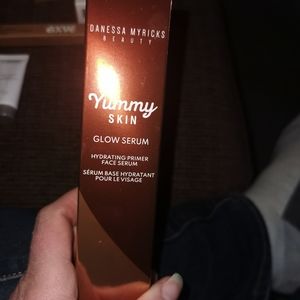 DANESSA MYRICKS
BEAUTY
Yummy
SKIN
GLOW SERUM
HYDRATING PRIMER
FACE SERUM
SÉRUM BASE HYDRATANT
POUR LE VISAGE